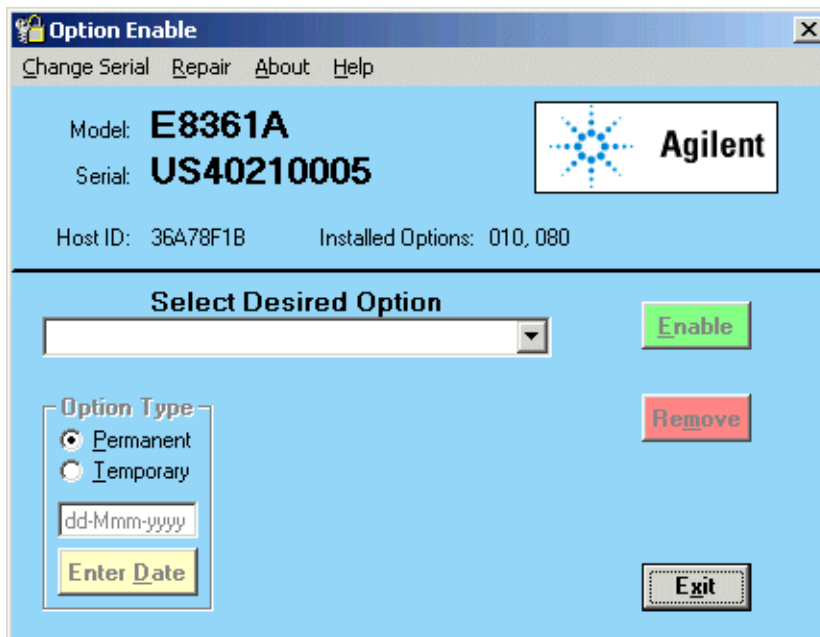 Option Enable
Change Serial Repair About Help
Model: E8361A
Serial: US40210005
Agilent
Host ID: 36A78F1B Installed Options: 010, 080
Select Desired Option
Enable
Option Type
Permanent
Temporary
dd-Mmm-yyyy
Enter Date
Remove
Exit